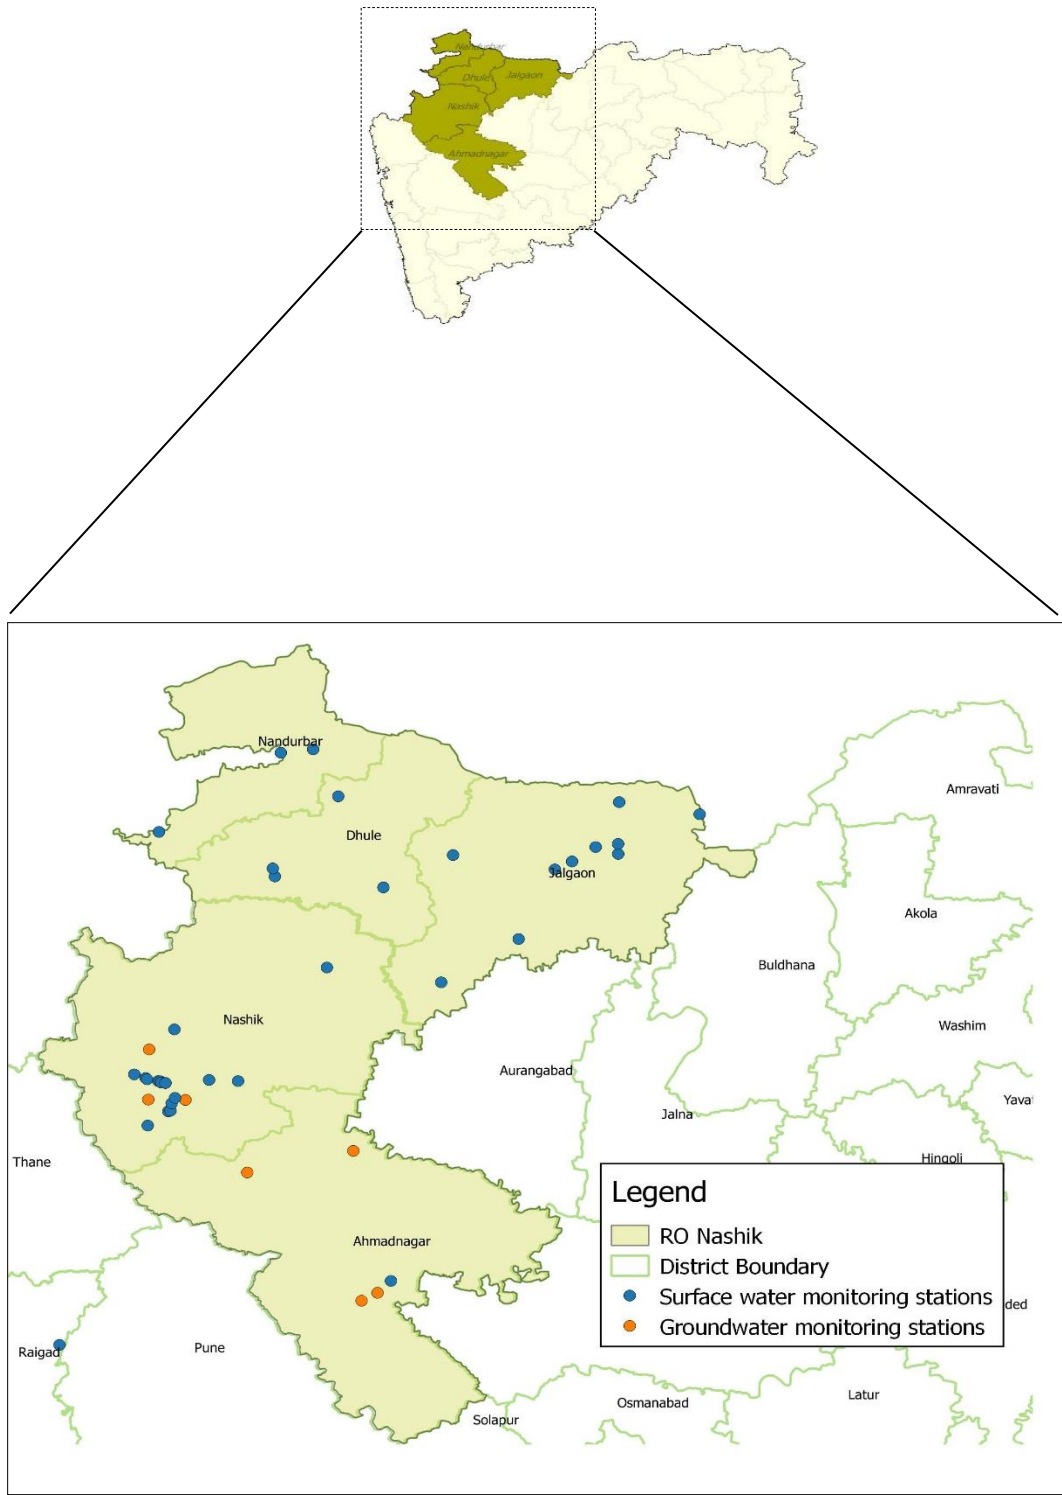 Nandurbar
Dhule
Jalgaon
Nashik
Ahmadnagar
Nandurbar
Amravati
Dhule
Jalgaon
Akola
Buldhana
Nashik
Washim
Aurangabad
Yava
Jalna
Thane
Hingoli
Legend
RO Nashik
Ahmadnagar
District Boundary
Surface water monitoring stations
ded
Groundwater monitoring stations
Raigad
Pune
Latur
Osmanabad
Solapur